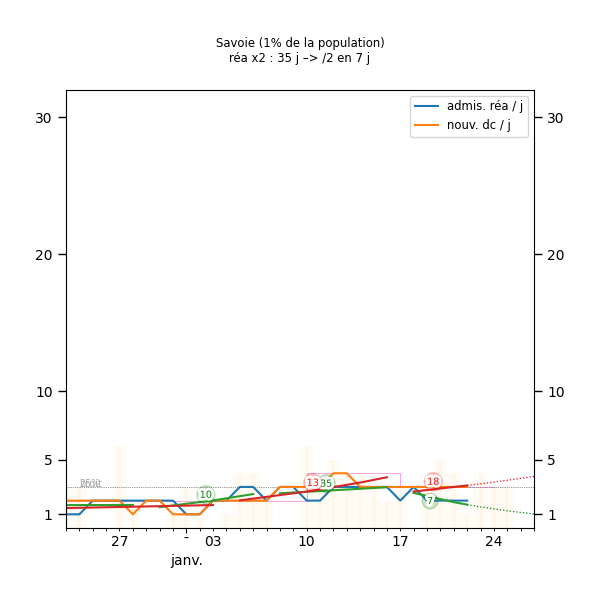 Savoie (1% de la population)
réa x2 : 35 j –> /2 en 7 j
admis. réa / j
nouv. dc / j
30 30
20 20
10 10
5 5
1 1
10
13 35
18
-7
27 - 03 10 17 24
janv.